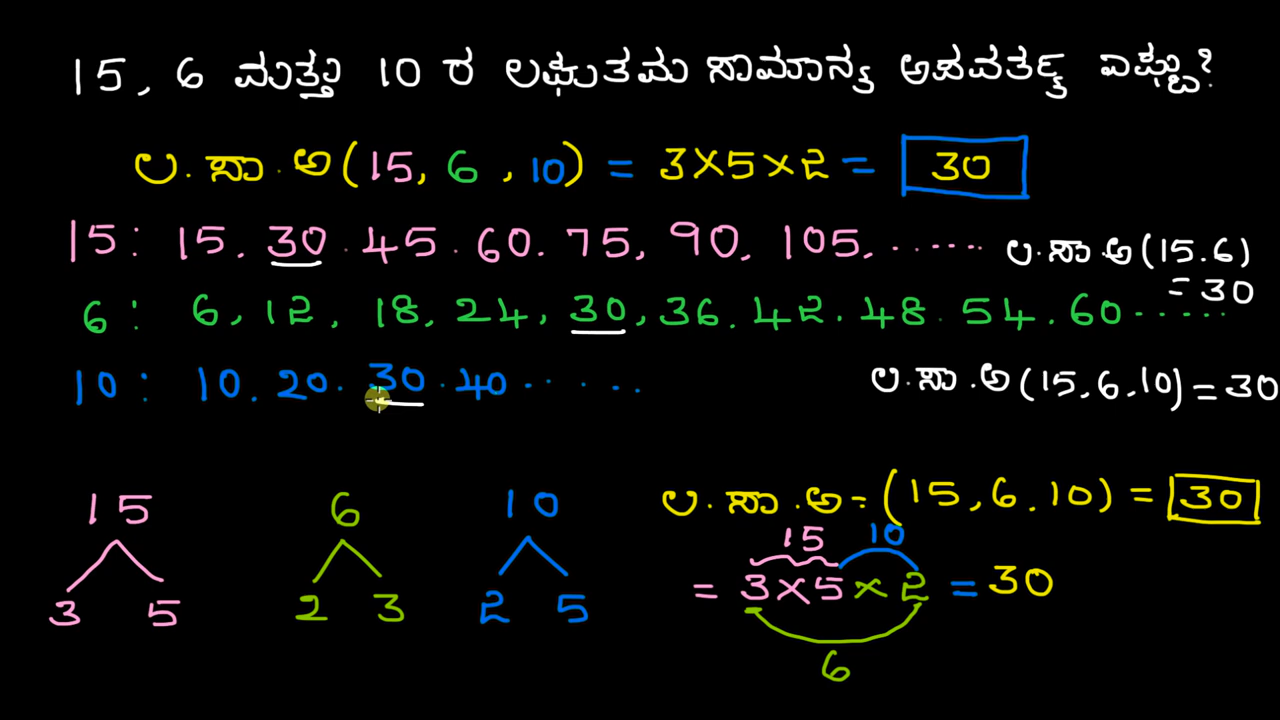 15, 6 ಮತ್ತು 10 ರ ಲಘುತಮ ಸಾಮಾನ್ಯ ಅಪವರ್ತ್ಯ ಎಷ್ಟು?
ಲ.ಸಾ.ಅ(15, 6, 10) = 3×5×2 = 30
15: 15. 30. 45. 60. 75, 90, 105, ......
ಲ.ಸಾ.ಅ(15.6)
= 30
6: 6, 12, 18, 24, 30, 36. 42. 48. 54. 60.....
10: 10. 20. 30. 40.....
ಲ.ಸಾ.ಅ(15,6,10) = 30
15
3 5
6
2 3
10
2 5
ಲ.ಸಾ.ಅ = (15, 6. 10) = 30
15 10
= 3×5×2 = 30
6